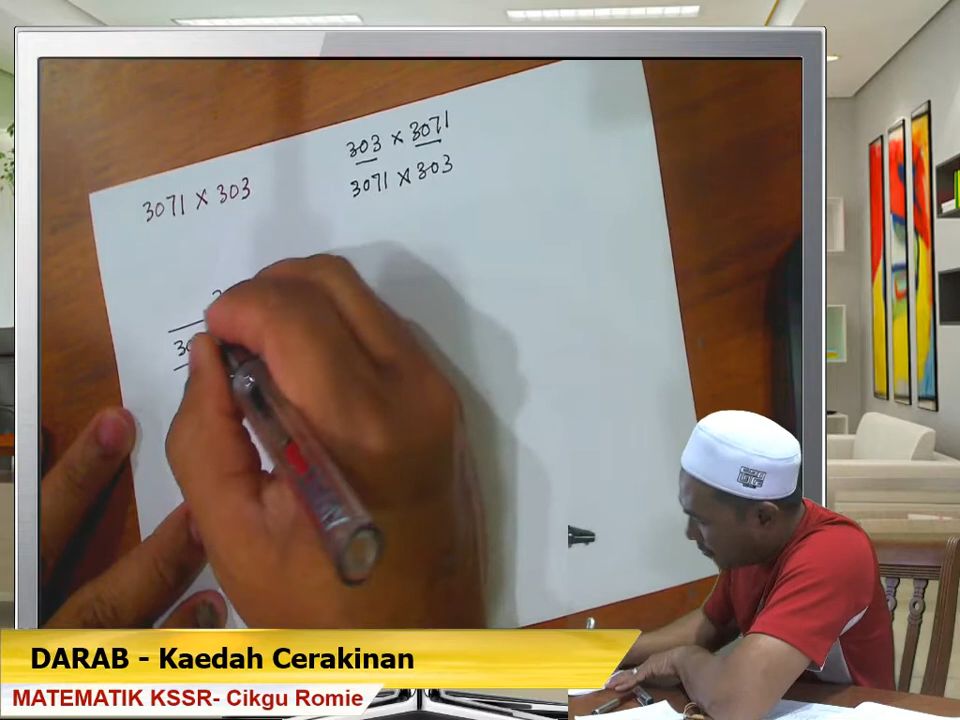 303 x 3071
3071 x 303
3071 x 303
DARAB - Kaedah Cerakinan
MATEMATIK KSSR- Cikgu Romie